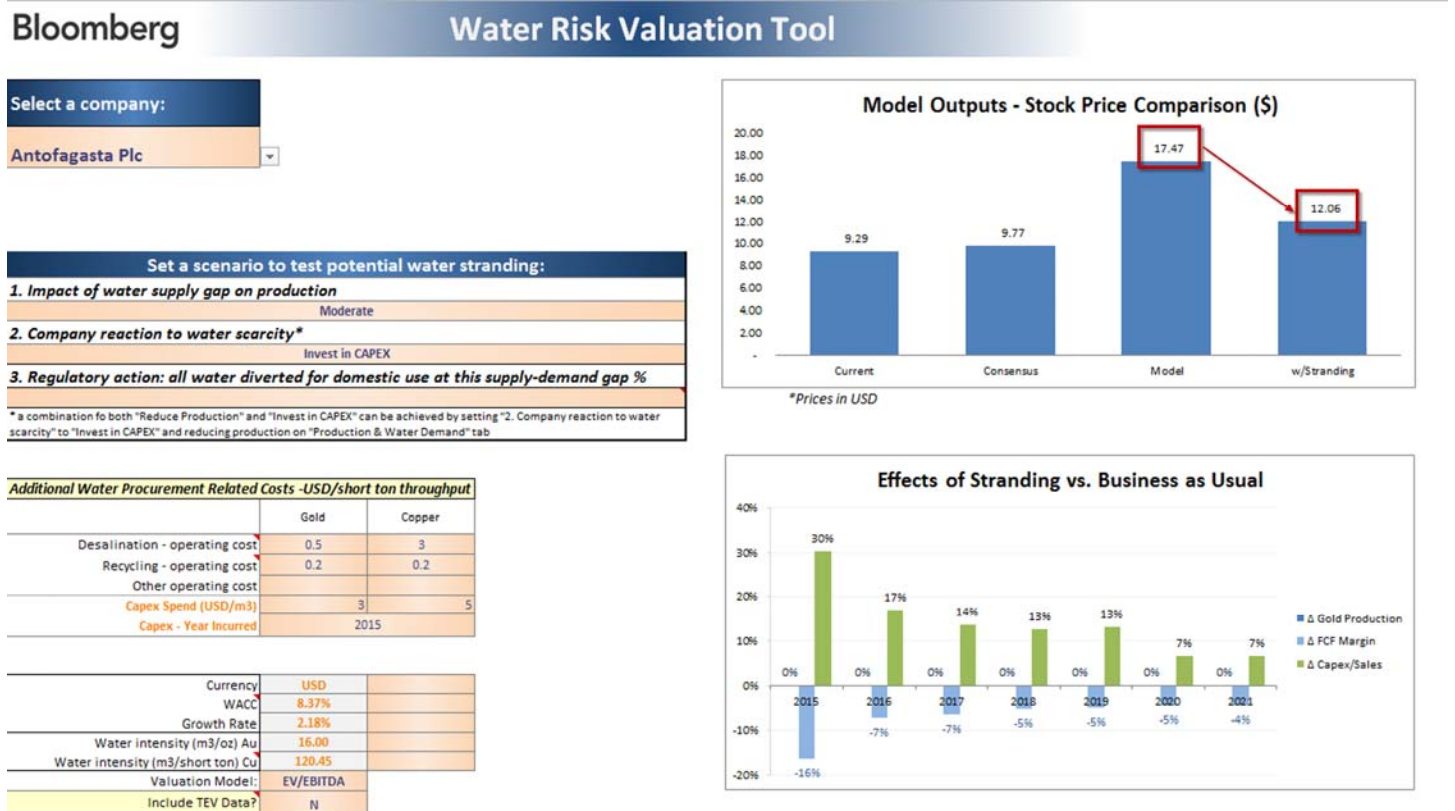 Bloomberg
Water Risk Valuation Tool
Select a company:
Antofagasta Plc
Set a scenario to test potential water stranding:
1. Impact of water supply gap on production
Moderate
2. Company reaction to water scarcity*
Invest in CAPEX
3. Regulatory action: all water diverted for domestic use at this supply-demand gap %
* a combination fo both "Reduce Production" and "Invest in CAPEX" can be achieved by setting "2. Company reaction to water
scarcity" to "Invest in CAPEX" and reducing production on "Production & Water Demand" tab
Additional Water Procurement Related Costs -USD/short ton throughput
Gold Copper
Desalination - operating cost 0.5 3
Recycling - operating cost 0.2 0.2
Other operating cost
Capex Spend (USD/m3) 3 5
Capex - Year Incurred 2015
Currency USD
WACC 8.37%
Growth Rate 2.18%
Water intensity (m3/oz) Au 16.00
Water intensity (m3/short ton) Cu 120.45
Valuation Model: EV/EBITDA
Include TEV Data? N
Model Outputs - Stock Price Comparison ($)
20.00
18.00
16.00
14.00
12.00
10.00
8.00
6.00
4.00
2.00
-
9.29 9.77 17.47 12.06
Current Consensus Model w/Stranding
*Prices in USD
Effects of Stranding vs. Business as Usual
40%
30%
20%
10%
0%
-10%
-20%
30% 17% 14% 13% 13% 7% 7%
0% 0% 0% 0% 0% 0% 0%
2015 2016 2017 2018 2019 2020 2021
-16% -7% -7% -5% -5% -5% -4%
Δ Gold Production
Δ FCF Margin
Δ Capex/Sales